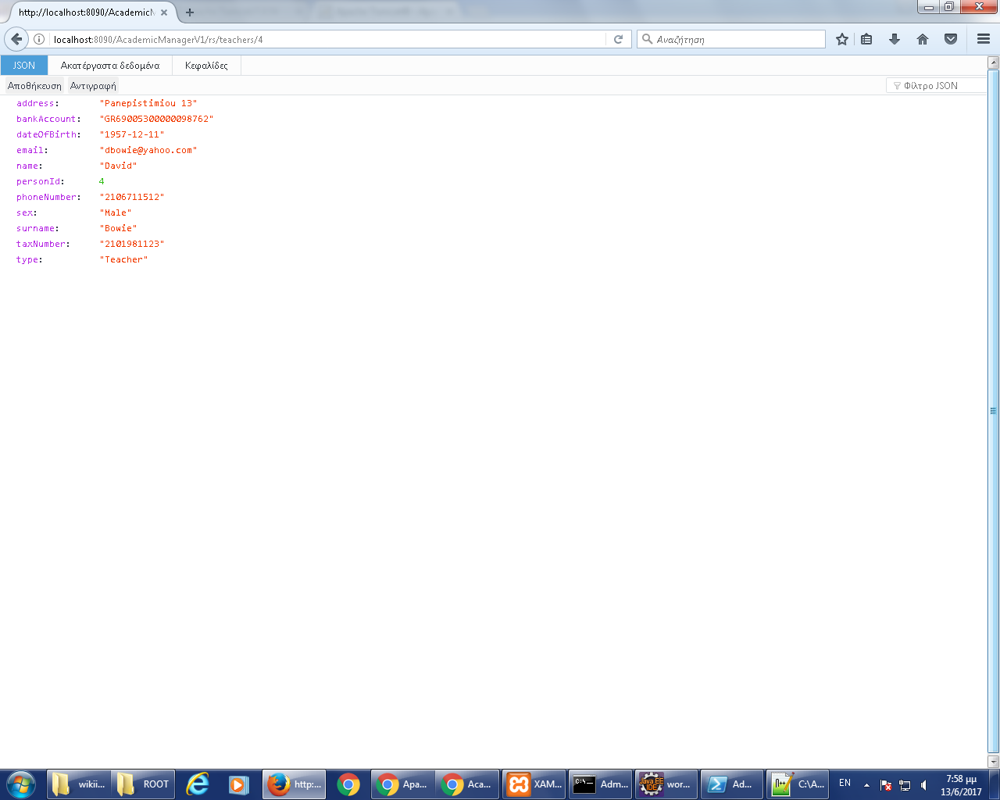 http://localhost:8090/AcademicM
localhost:8090/AcademicManagerV1/rs/teachers/4
Αναζήτηση
JSON Ακατέργαστα δεδομένα Κεφαλίδες
Αποθήκευση Αντιγραφή Φίλτρο JSON
address: "Panepistimiou 13"
bankAccount: "GR69005300000098762"
dateOfBirth: "1957-12-11"
email: "dbowie@yahoo.com"
name: "David"
personId: 4
phoneNumber: "2106711512"
sex: "Male"
surname: "Bowie"
taxNumber: "2101981123"
type: "Teacher"
wikii... ROOT http:... Apa... Aca... XAM... Adm... wor... Ad... C:\A... EN 7:58 μμ
13/6/2017